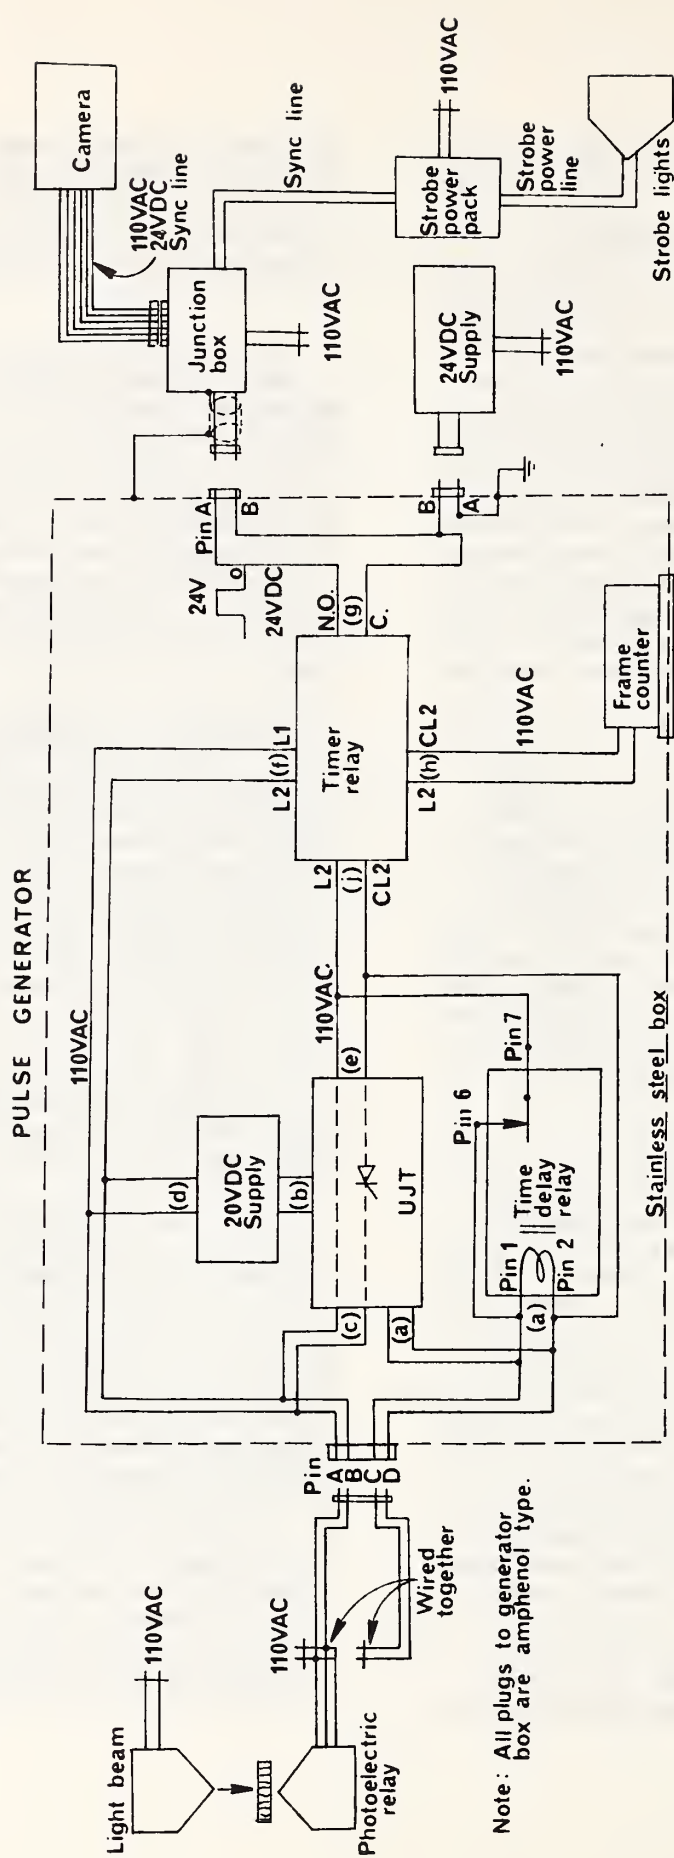 PULSE GENERATOR
Light beam
110VAC
Photoelectric
relay
110VAC
Wired
together
Note: All plugs to generator
box are amphenol type.
Pin
A
B
C
D
110VAC
(d)
20VDC
Supply
(b)
(c)
(a)
UJT
(e)
110VAC.
Pin 1
(a)
Pin 2
Time
delay
relay
Pin 6
Pin 7
Stainless steel box
L2
(j)
CL2
L2
(f)
L1
Timer
relay
L2
(h)
CL2
N.O.
(g)
C.
110VAC
Frame
counter
24V
O
24VDC
Pin A
B
B
A
Junction
box
110VAC
110VAC
24VDC
Sync line
Camera
24VDC
Supply
110VAC
Sync line
Strobe
power
pack
110VAC
Strobe
power
line
Strobe lights